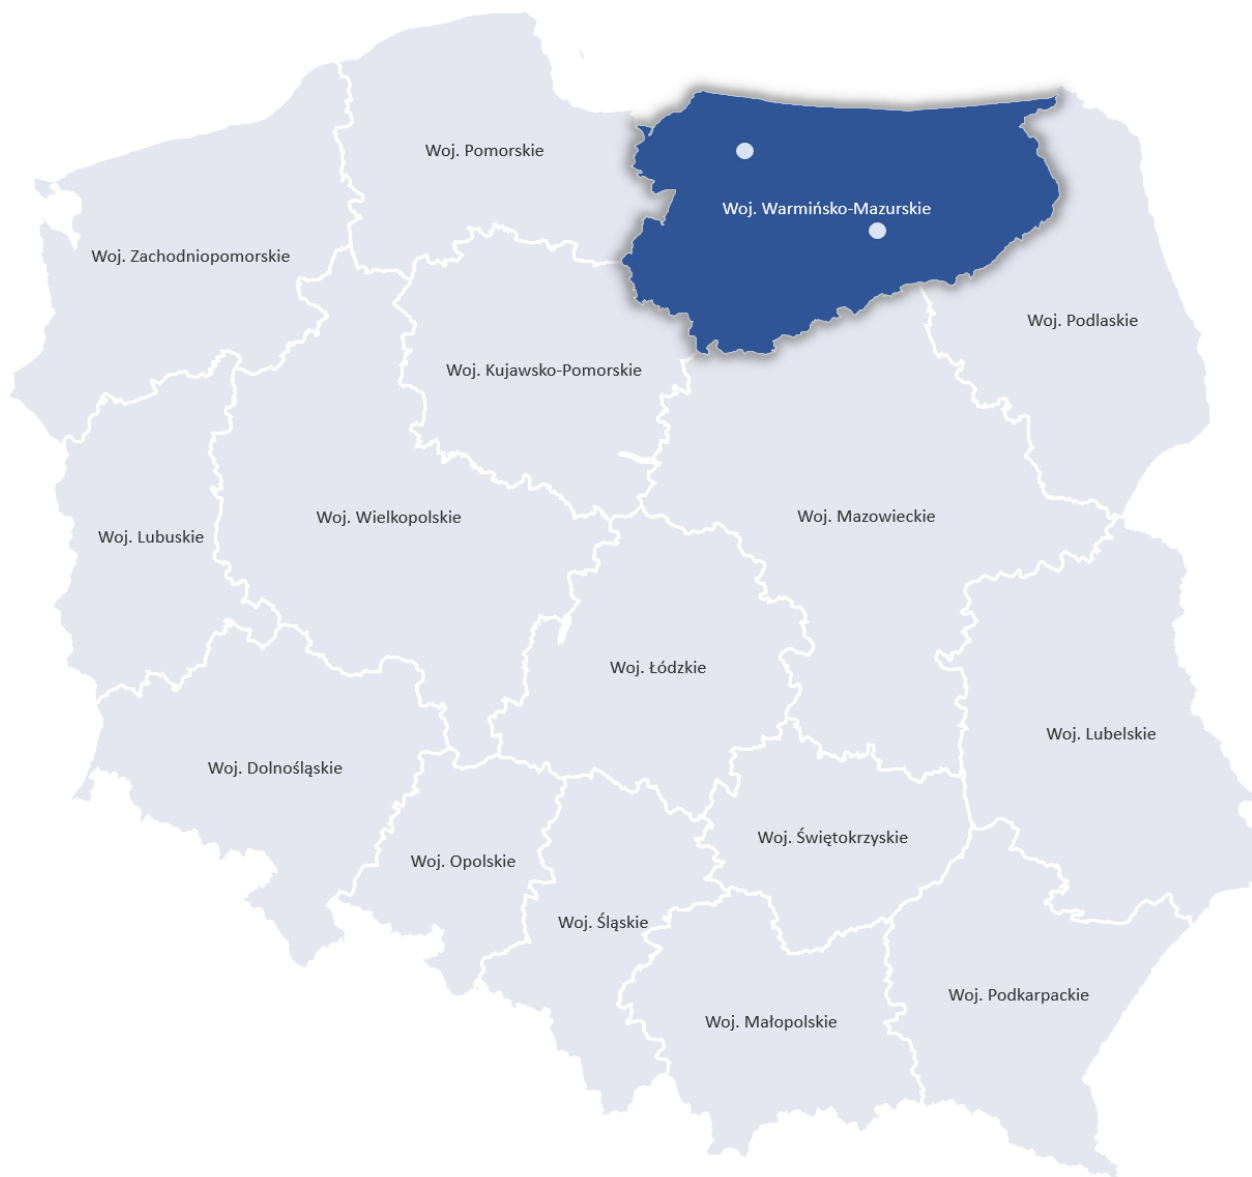 Woj. Pomorskie
Woj. Warmińsko-Mazurskie
Woj. Zachodniopomorskie
Woj. Podlaskie
Woj. Kujawsko-Pomorskie
Woj. Wielkopolskie
Woj. Mazowieckie
Woj. Lubuskie
Woj. Łódzkie
Woj. Lubelskie
Woj. Dolnośląskie
Woj. Świętokrzyskie
Woj. Opolskie
Woj. Śląskie
Woj. Podkarpackie
Woj. Małopolskie